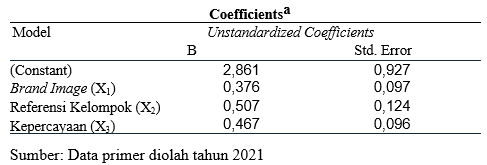 Coefficientsa
Model Unstandardized Coefficients
B Std. Error
(Constant) 2,861 0,927
Brand Image (X1) 0,376 0,097
Referensi Kelompok (X2) 0,507 0,124
Kepercayaan (X3) 0,467 0,096
Sumber: Data primer diolah tahun 2021